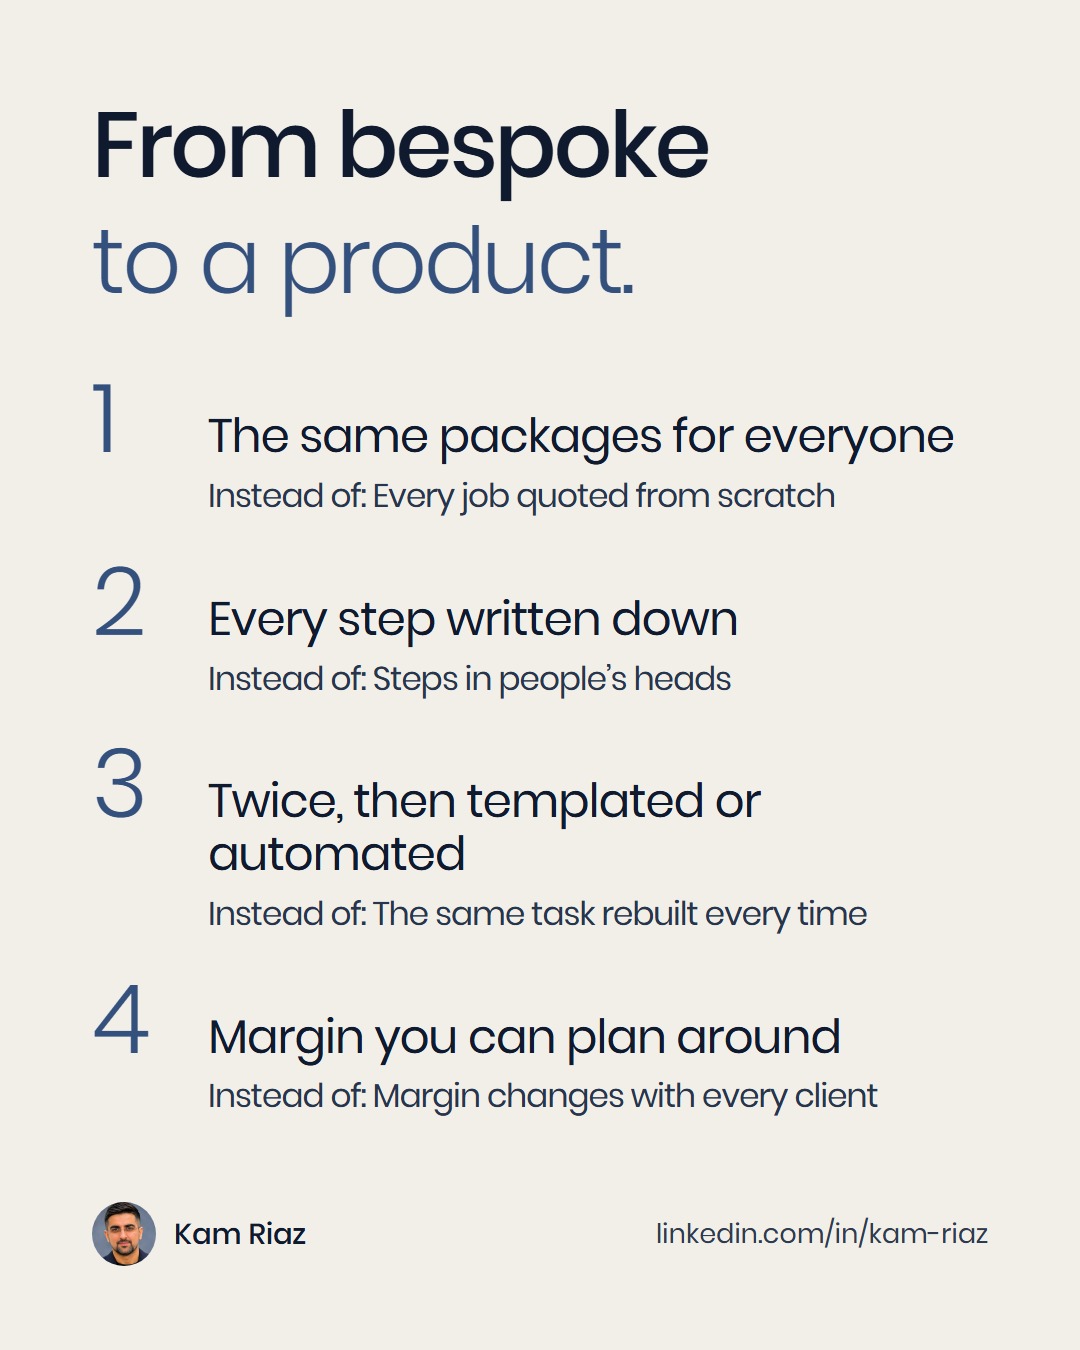 From bespoke
to a product.
1
The same packages for everyone
Instead of: Every job quoted from scratch
2
Every step written down
Instead of: Steps in people’s heads
3
Twice, then templated or
automated
Instead of: The same task rebuilt every time
4
Margin you can plan around
Instead of: Margin changes with every client
Kam Riaz
linkedin.com/in/kam-riaz